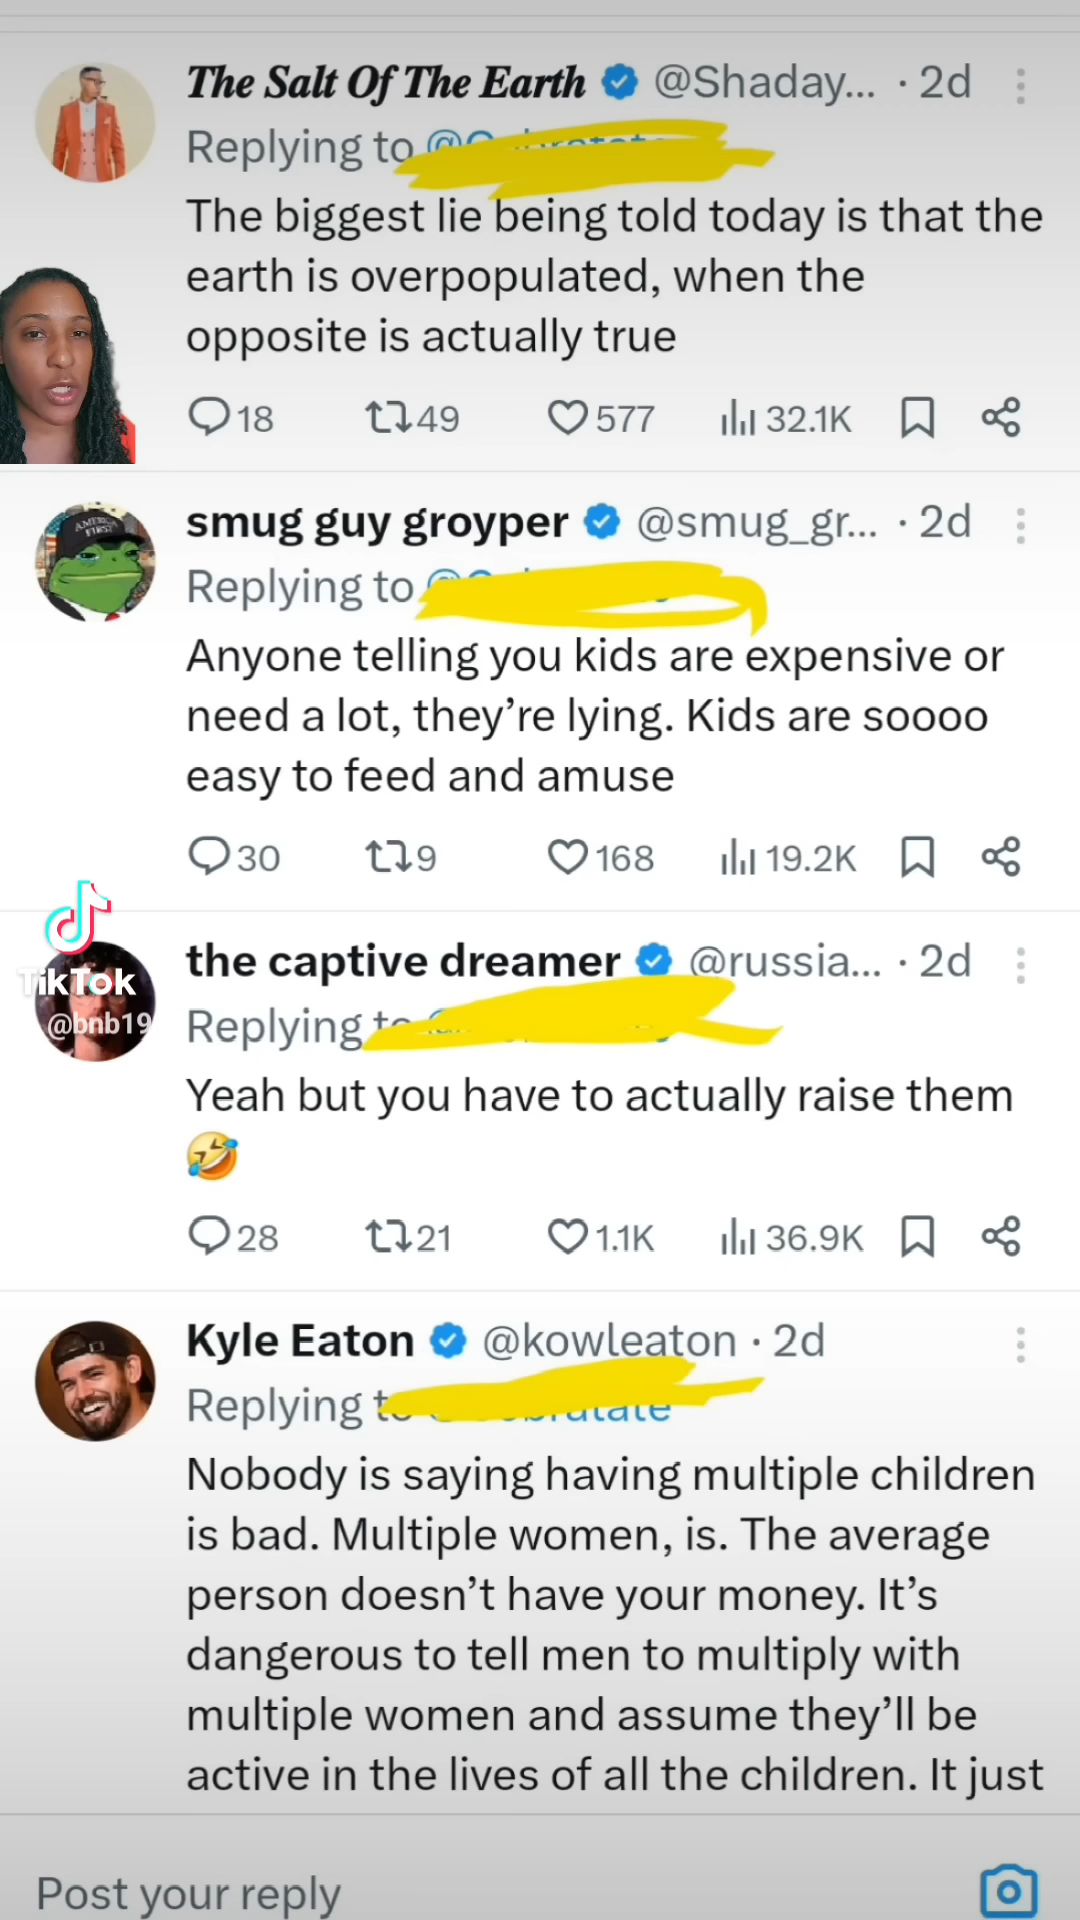 The Salt Of The Earth @Shaday... · 2d
Replying to
The biggest lie being told today is that the
earth is overpopulated, when the
opposite is actually true
18 49 577 32.1K
AMERICA
FIRST
smug guy groyper @smug_gr... · 2d
Replying to
Anyone telling you kids are expensive or
need a lot, they're lying. Kids are soooo
easy to feed and amuse
30 9 168 19.2K
TikTok
@bnb19
the captive dreamer @russia... · 2d
Replying to
Yeah but you have to actually raise them
🤣
28 21 1.1K 36.9K
Kyle Eaton @kowleaton · 2d
Replying to
Nobody is saying having multiple children
is bad. Multiple women, is. The average
person doesn't have your money. It's
dangerous to tell men to multiply with
multiple women and assume they'll be
active in the lives of all the children. It just
Post your reply